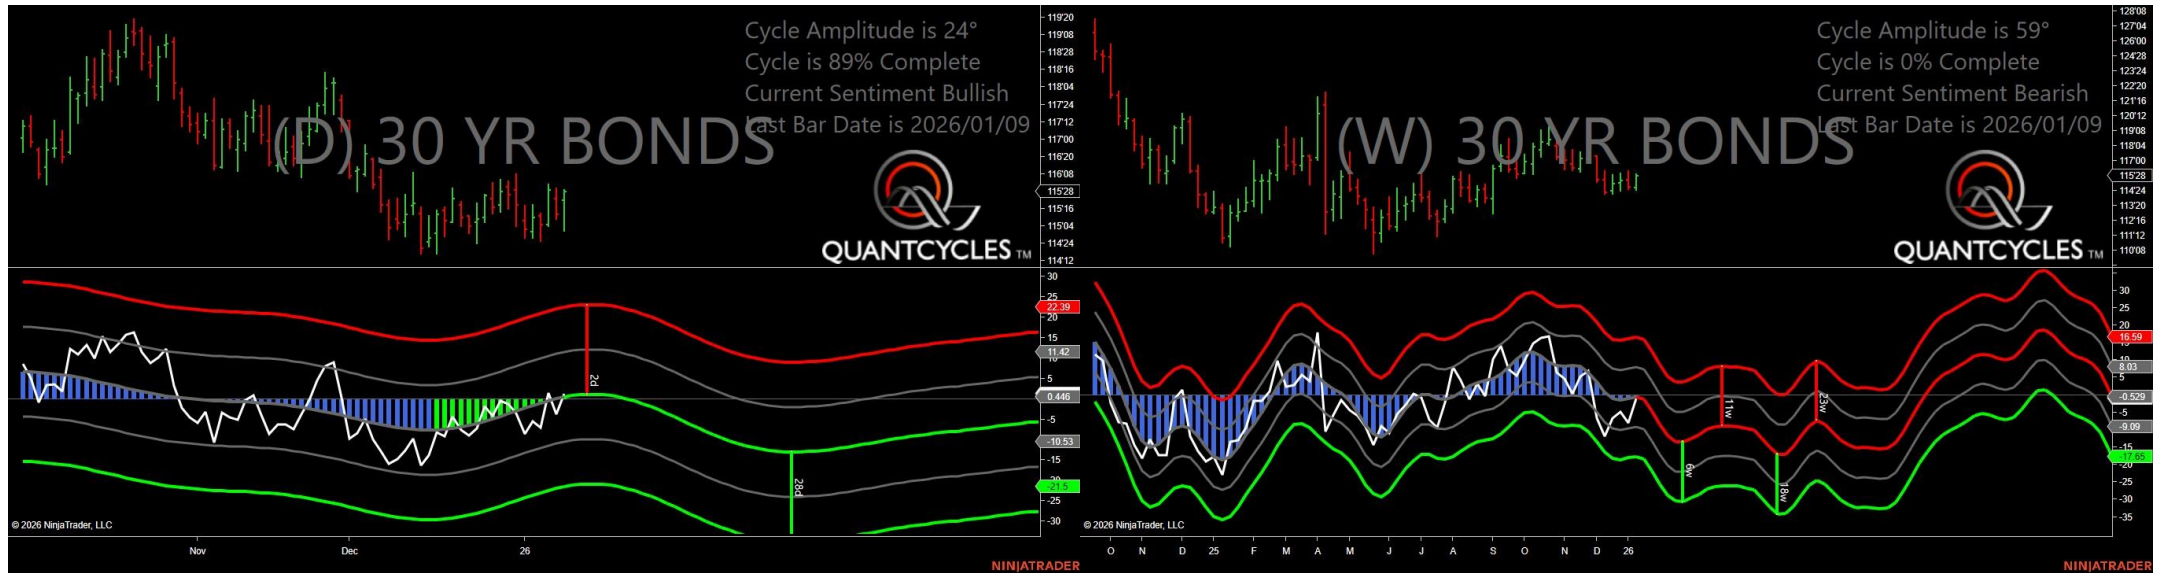 Cycle Amplitude is 24°
Cycle is 89% Complete
Current Sentiment Bullish
Last Bar Date is 2026/01/09
(D) 30 YR BONDS
QUANTCYCLES TM
119'20
119'08
118'28
118'16
118'04
117'24
117'12
117'00
116'20
116'08
115'28
115'16
115'04
114'24
114'12
30
25
22.39
20
15
11.42
5
0.446
-5
-10.53
-15
-21.5
-25
-30
2d
28d
© 2026 NinjaTrader, LLC
Nov
Dec
26
NINJATRADER
Cycle Amplitude is 59°
Cycle is 0% Complete
Current Sentiment Bearish
Last Bar Date is 2026/01/09
(W) 30 YR BONDS
QUANTCYCLES TM
128'08
127'04
126'00
124'28
123'24
122'20
121'16
120'12
119'08
118'04
117'00
115'28
114'24
113'20
112'16
111'12
110'08
30
25
20
16.59
8.03
5
-0.529
-5
-9.09
-15
-17.65
-20
-25
-30
-35
6w
11w
18w
23w
© 2026 NinjaTrader, LLC
O N D 25 F M A M J J A S O N D 26
NINJATRADER